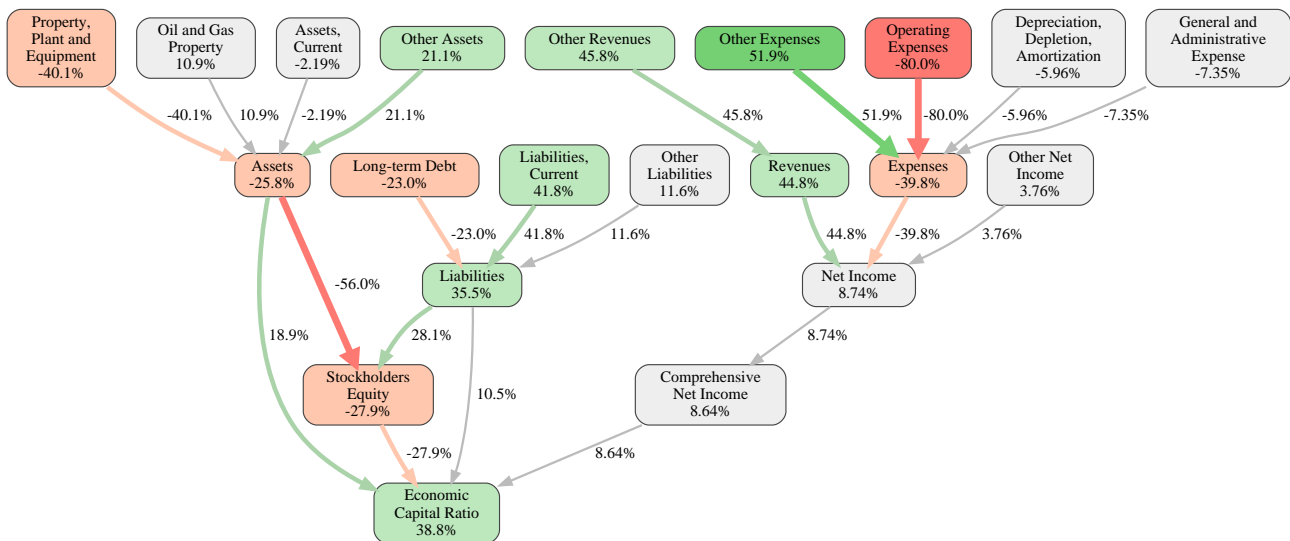 Property,
Plant and
Equipment
-40.1%
Oil and Gas
Property
10.9%
Assets,
Current
-2.19%
Other Assets
21.1%
Other Revenues
45.8%
Other Expenses
51.9%
Operating
Expenses
-80.0%
Depreciation,
Depletion,
Amortization
-5.96%
General and
Administrative
Expense
-7.35%
-40.1%
10.9%
-2.19%
21.1%
45.8%
51.9%
-80.0%
-5.96%
-7.35%
Assets
-25.8%
Long-term Debt
-23.0%
Liabilities,
Current
41.8%
Other
Liabilities
11.6%
Revenues
44.8%
Expenses
-39.8%
Other Net
Income
3.76%
-23.0%
41.8%
11.6%
44.8%
-39.8%
3.76%
-56.0%
Liabilities
35.5%
Net Income
8.74%
18.9%
28.1%
8.74%
Stockholders
Equity
-27.9%
10.5%
Comprehensive
Net Income
8.64%
-27.9%
8.64%
Economic
Capital Ratio
38.8%